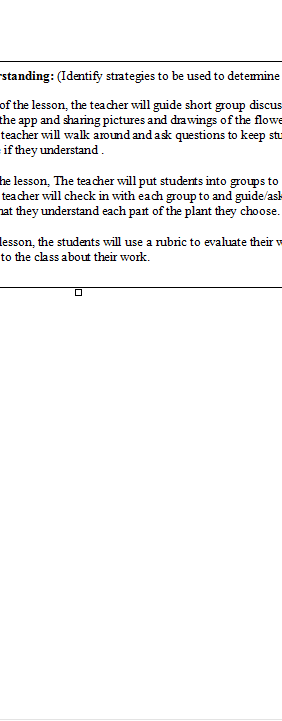 rstanding: (Identify strategies to be used to determine
of the lesson, the teacher will guide short group discus
the app and sharing pictures and drawings of the flowe
teacher will walk around and ask questions to keep stu
if they understand .
he lesson, The teacher will put students into groups to
teacher will check in with each group to and guide/ask
hat they understand each part of the plant they choose.
lesson, the students will use a rubric to evaluate their w
to the class about their work.